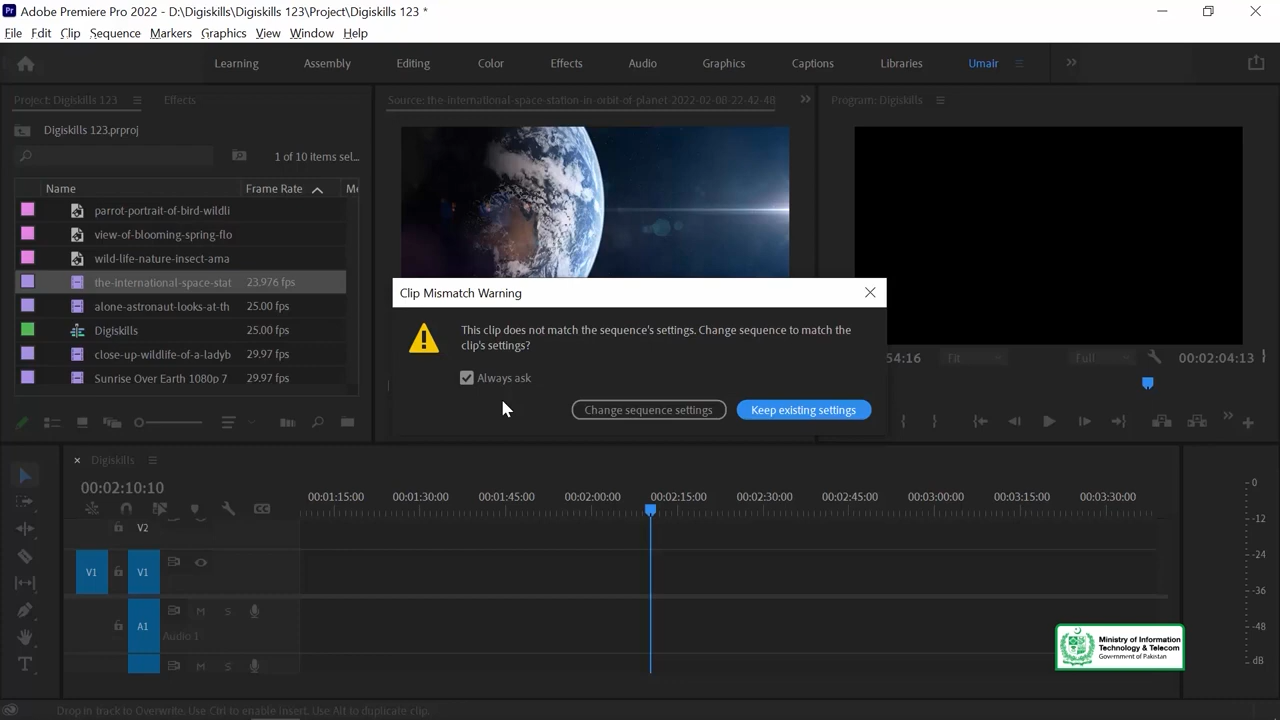 Adobe Premiere Pro 2022 - D:\Digiskills\Digiskills 123\Project\Digiskills 123 *
File Edit Clip Sequence Markers Graphics View Window Help
Learning Assembly Editing Color Effects Audio Graphics Captions Libraries Umair
Project: Digiskills 123 Effects
Source: the-international-space-station-in-orbit-of planet-2022-02-08-22-42-48
Program: Digiskills
Digiskills 123.prproj
1 of 10 items sel...
Name Frame Rate Me
parrot-portrait-of-bird-wildli
view-of-blooming-spring-flo
wild-life-nature-insect-ama
the-international-space-stat 23.976 fps
alone-astronaut-looks-at-th 25.00 fps
Digiskills 25.00 fps
close-up-wildlife-of-a-ladyb 29.97 fps
Sunrise Over Earth 1080p 7 29.97 fps
Clip Mismatch Warning
This clip does not match the sequence's settings. Change sequence to match the
clip's settings?
Always ask
Change sequence settings Keep existing settings
54:16 Fit Full 00:02:04:13
Digiskills
00:02:10:10
00:01:15:00 00:01:30:00 00:01:45:00 00:02:00:00 00:02:15:00 00:02:30:00 00:02:45:00 00:03:00:00 00:03:15:00 00:03:30:00
CC
V2
V1 V1
A1 M S
Audio 1
M S
0
-12
-24
-36
-48
dB
Ministry of Information
Technology & Telecom
Government of Pakistan
Drop in track to Overwrite. Use Ctrl to enable Insert. Use Alt to duplicate clip.